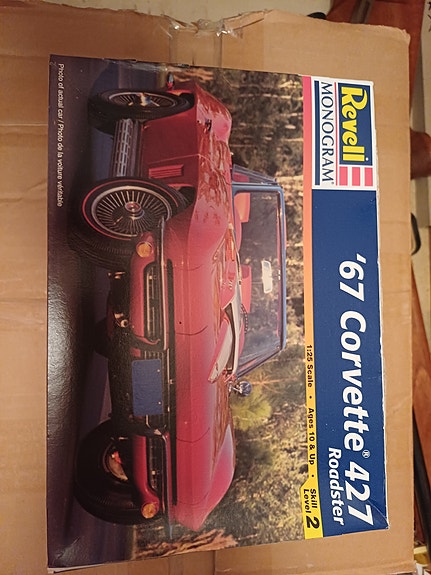 Revell
MONOGRAM
'67 Corvette® 427
Roadster
1:25 Scale • Ages 10 & Up • Skill Level 2
Photo of actual car / Photo de la voiture véritable